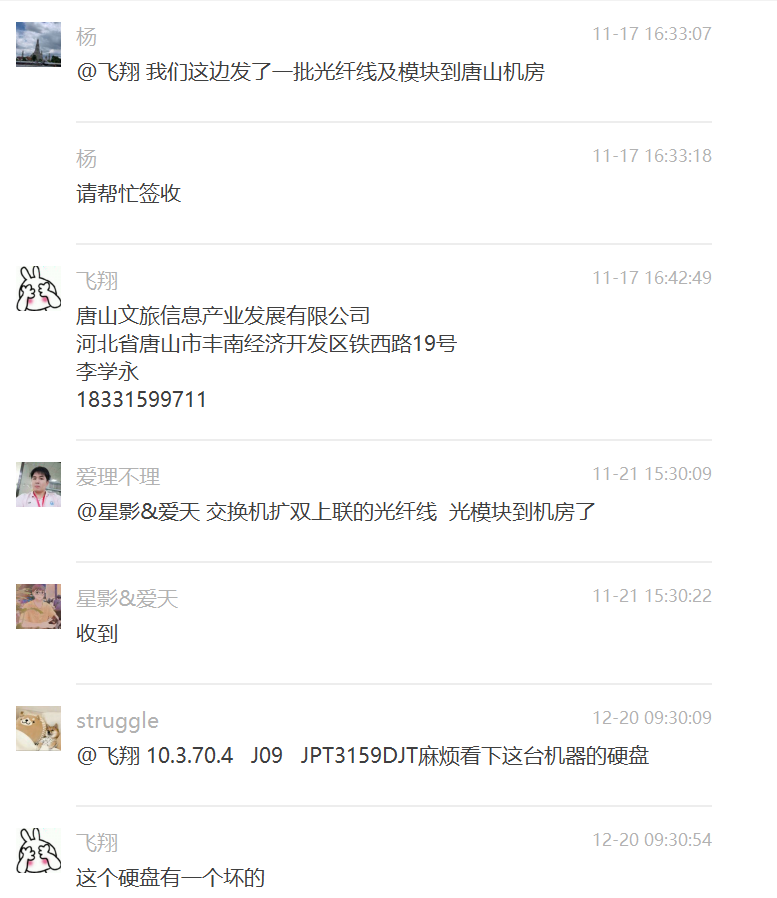 杨
11-17 16:33:07
@飞翔 我们这边发了一批光纤线及模块到唐山机房
杨
11-17 16:33:18
请帮忙签收
飞翔
11-17 16:42:49
唐山文旅信息产业发展有限公司
河北省唐山市丰南经济开发区铁西路19号
李学永
18331599711
爱理不理
11-21 15:30:09
@星影&爱天 交换机扩双上联的光纤线  光模块到机房了
星影&爱天
11-21 15:30:22
收到
struggle
12-20 09:30:09
@飞翔 10.3.70.4   J09   JPT3159DJT麻烦看下这台机器的硬盘
飞翔
12-20 09:30:54
这个硬盘有一个坏的